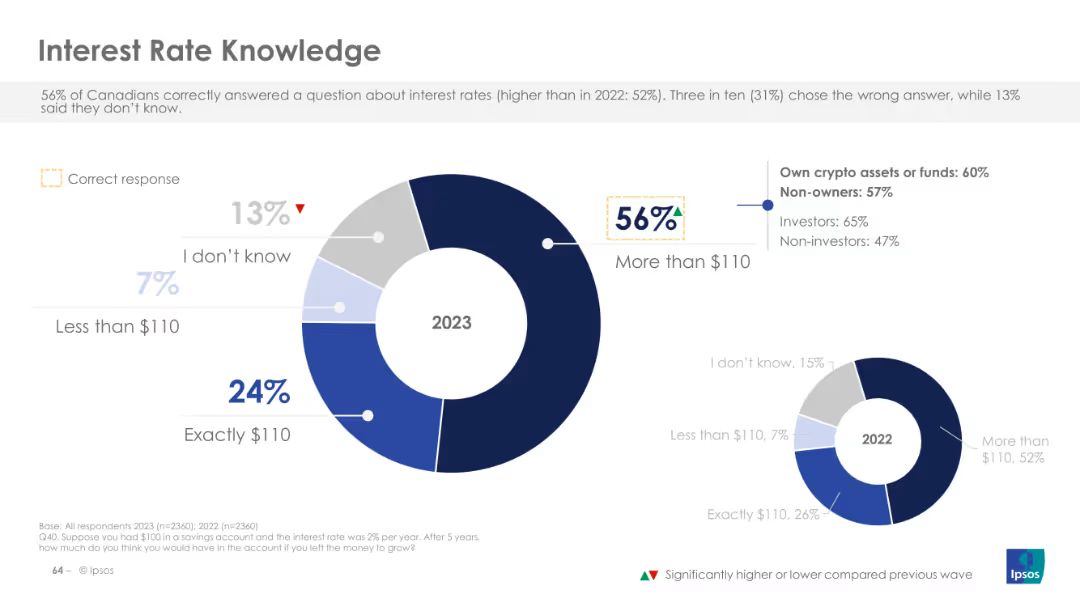 Interest Rate Knowledge
56% of Canadians correctly answered a question about interest rates (higher than in 2022: 52%). Three in ten (31%) chose the wrong answer, while 13%
said they don't know.
Correct response
13%
I don't know
7%
Less than $110
24%
Exactly $110
2023
56%
More than $110
Own crypto assets or funds: 60%
Non-owners: 57%
Investors: 65%
Non-investors: 47%
I don't know, 15%
Less than $110, 7%
Exactly $110, 26%
2022
More than
$110, 52%
Base: All respondents 2023 (n=2360); 2022 (n=2360)
Q40. Suppose you had $100 in a savings account and the interest rate was 2% per year. After 5 years,
how much do you think you would have in the account if you left the money to grow?
64 – © Ipsos
Significantly higher or lower compared previous wave
Ipsos